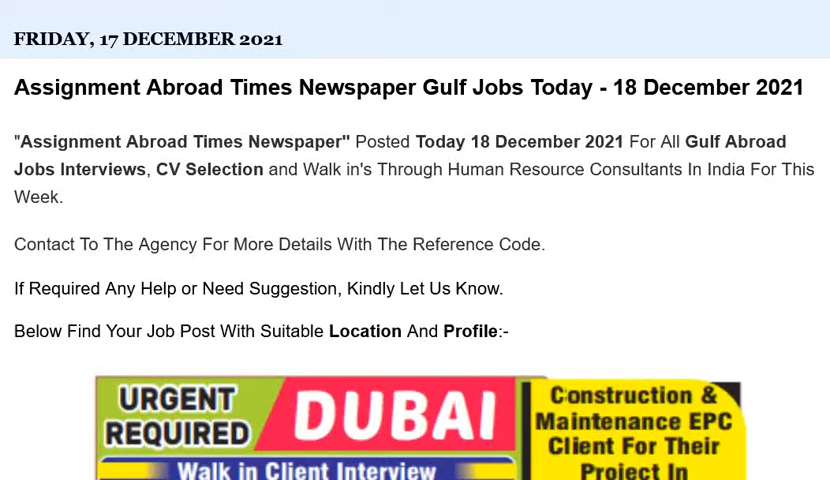 FRIDAY, 17 DECEMBER 2021
Assignment Abroad Times Newspaper Gulf Jobs Today - 18 December 2021
"Assignment Abroad Times Newspaper" Posted Today 18 December 2021 For All Gulf Abroad
Jobs Interviews, CV Selection and Walk in's Through Human Resource Consultants In India For This
Week.
Contact To The Agency For More Details With The Reference Code.
If Required Any Help or Need Suggestion, Kindly Let Us Know.
Below Find Your Job Post With Suitable Location And Profile:-
URGENT
REQUIRED
DUBAI
Walk in Client Interview
Construction &
Maintenance EPC
Client For Their
Project In